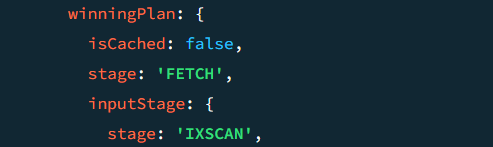 winningPlan: {
isCached: false,
stage: 'FETCH',
inputStage: {
stage: 'IXSCAN',